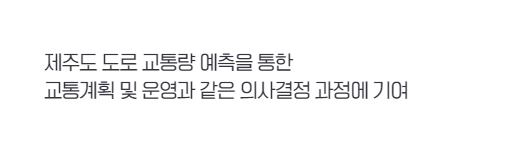 제주도 도로 교통량 예측을 통한
교통계획 및 운영과 같은 의사결정 과정에 기여